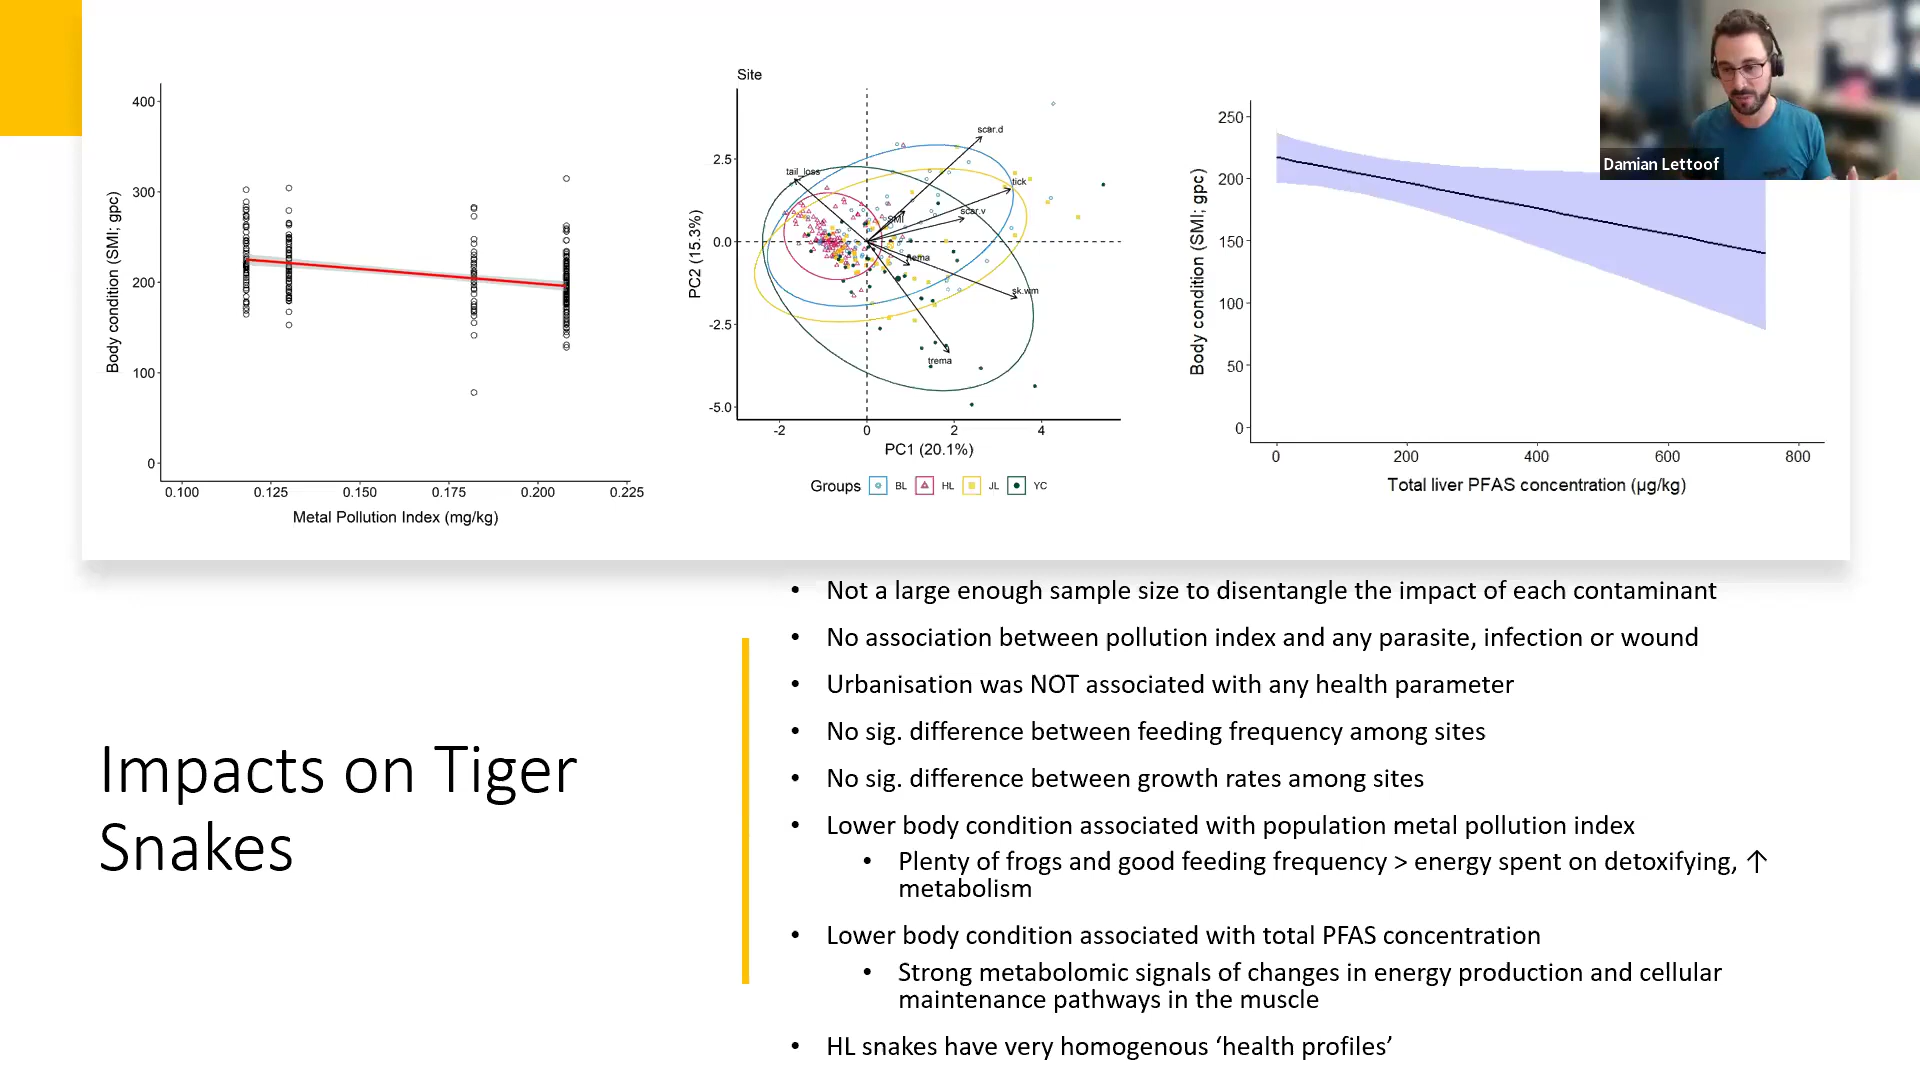 400
300
200
100
0
Body condition (SMI; gpc)
0.100 0.125 0.150 0.175 0.200 0.225
Metal Pollution Index (mg/kg)
Site
2.5
0.0
-2.5
-5.0
PC2 (15.3%)
scar.d
tail_loss
tick
scar.v
SMI
nema
sk.wm
trema
-2 0 2 4
PC1 (20.1%)
Groups BL HL JL YC
250
200
150
100
50
0
Body condition (SMI; gpc)
0 200 400 600 800
Total liver PFAS concentration (µg/kg)
Damian Lettoof
Impacts on Tiger
Snakes
• Not a large enough sample size to disentangle the impact of each contaminant
• No association between pollution index and any parasite, infection or wound
• Urbanisation was NOT associated with any health parameter
• No sig. difference between feeding frequency among sites
• No sig. difference between growth rates among sites
• Lower body condition associated with population metal pollution index
• Plenty of frogs and good feeding frequency > energy spent on detoxifying, ↑
metabolism
• Lower body condition associated with total PFAS concentration
• Strong metabolomic signals of changes in energy production and cellular
maintenance pathways in the muscle
• HL snakes have very homogenous ‘health profiles’